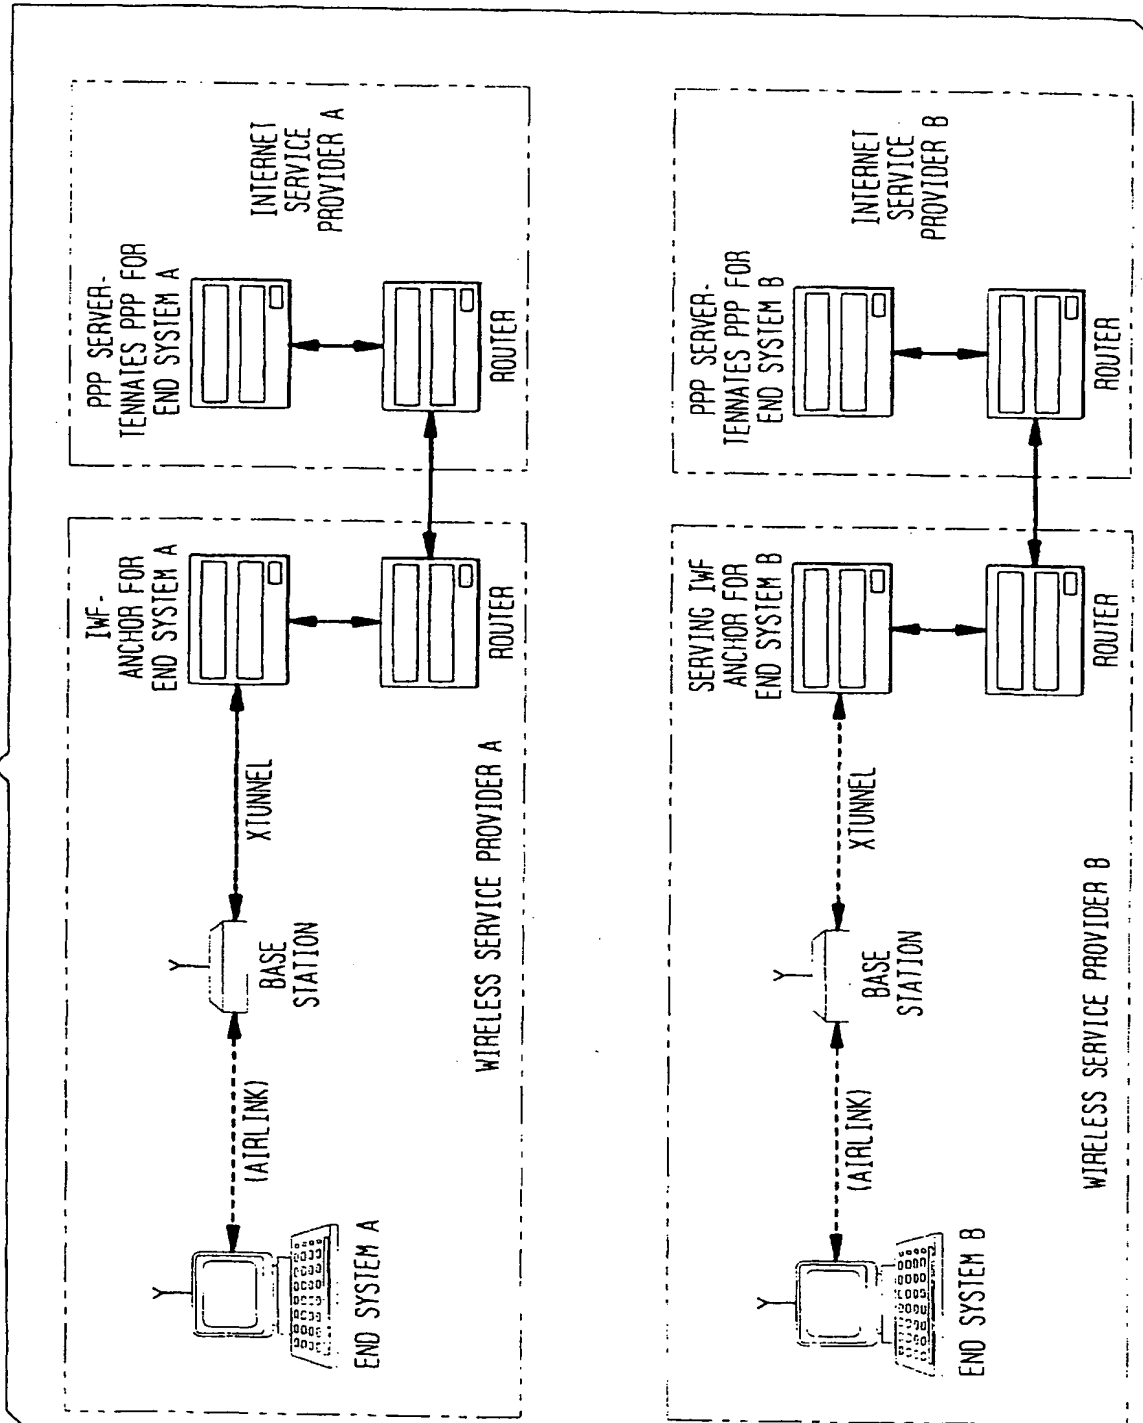 END SYSTEM A
(AIRLINK)
BASE
STATION
XTUNNEL
IWF-
ANCHOR FOR
END SYSTEM A
ROUTER
WIRELESS SERVICE PROVIDER A
PPP SERVER-
TENNATES PPP FOR
END SYSTEM A
ROUTER
INTERNET
SERVICE
PROVIDER A
END SYSTEM B
(AIRLINK)
BASE
STATION
XTUNNEL
SERVING IWF
ANCHOR FOR
END SYSTEM B
ROUTER
WIRELESS SERVICE PROVIDER B
PPP SERVER-
TENNATES PPP FOR
END SYSTEM B
ROUTER
INTERNET
SERVICE
PROVIDER B